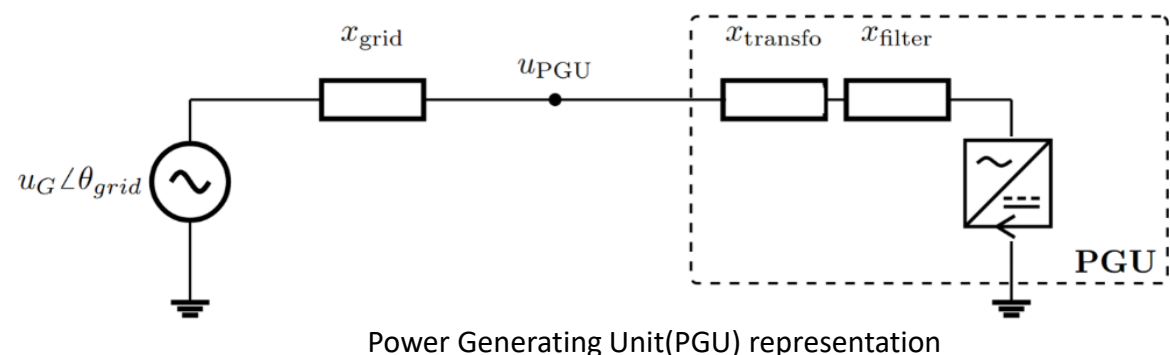 x_grid
u_PGU
x_transfo x_filter
u_G∠θ_grid
PGU
Power Generating Unit(PGU) representation